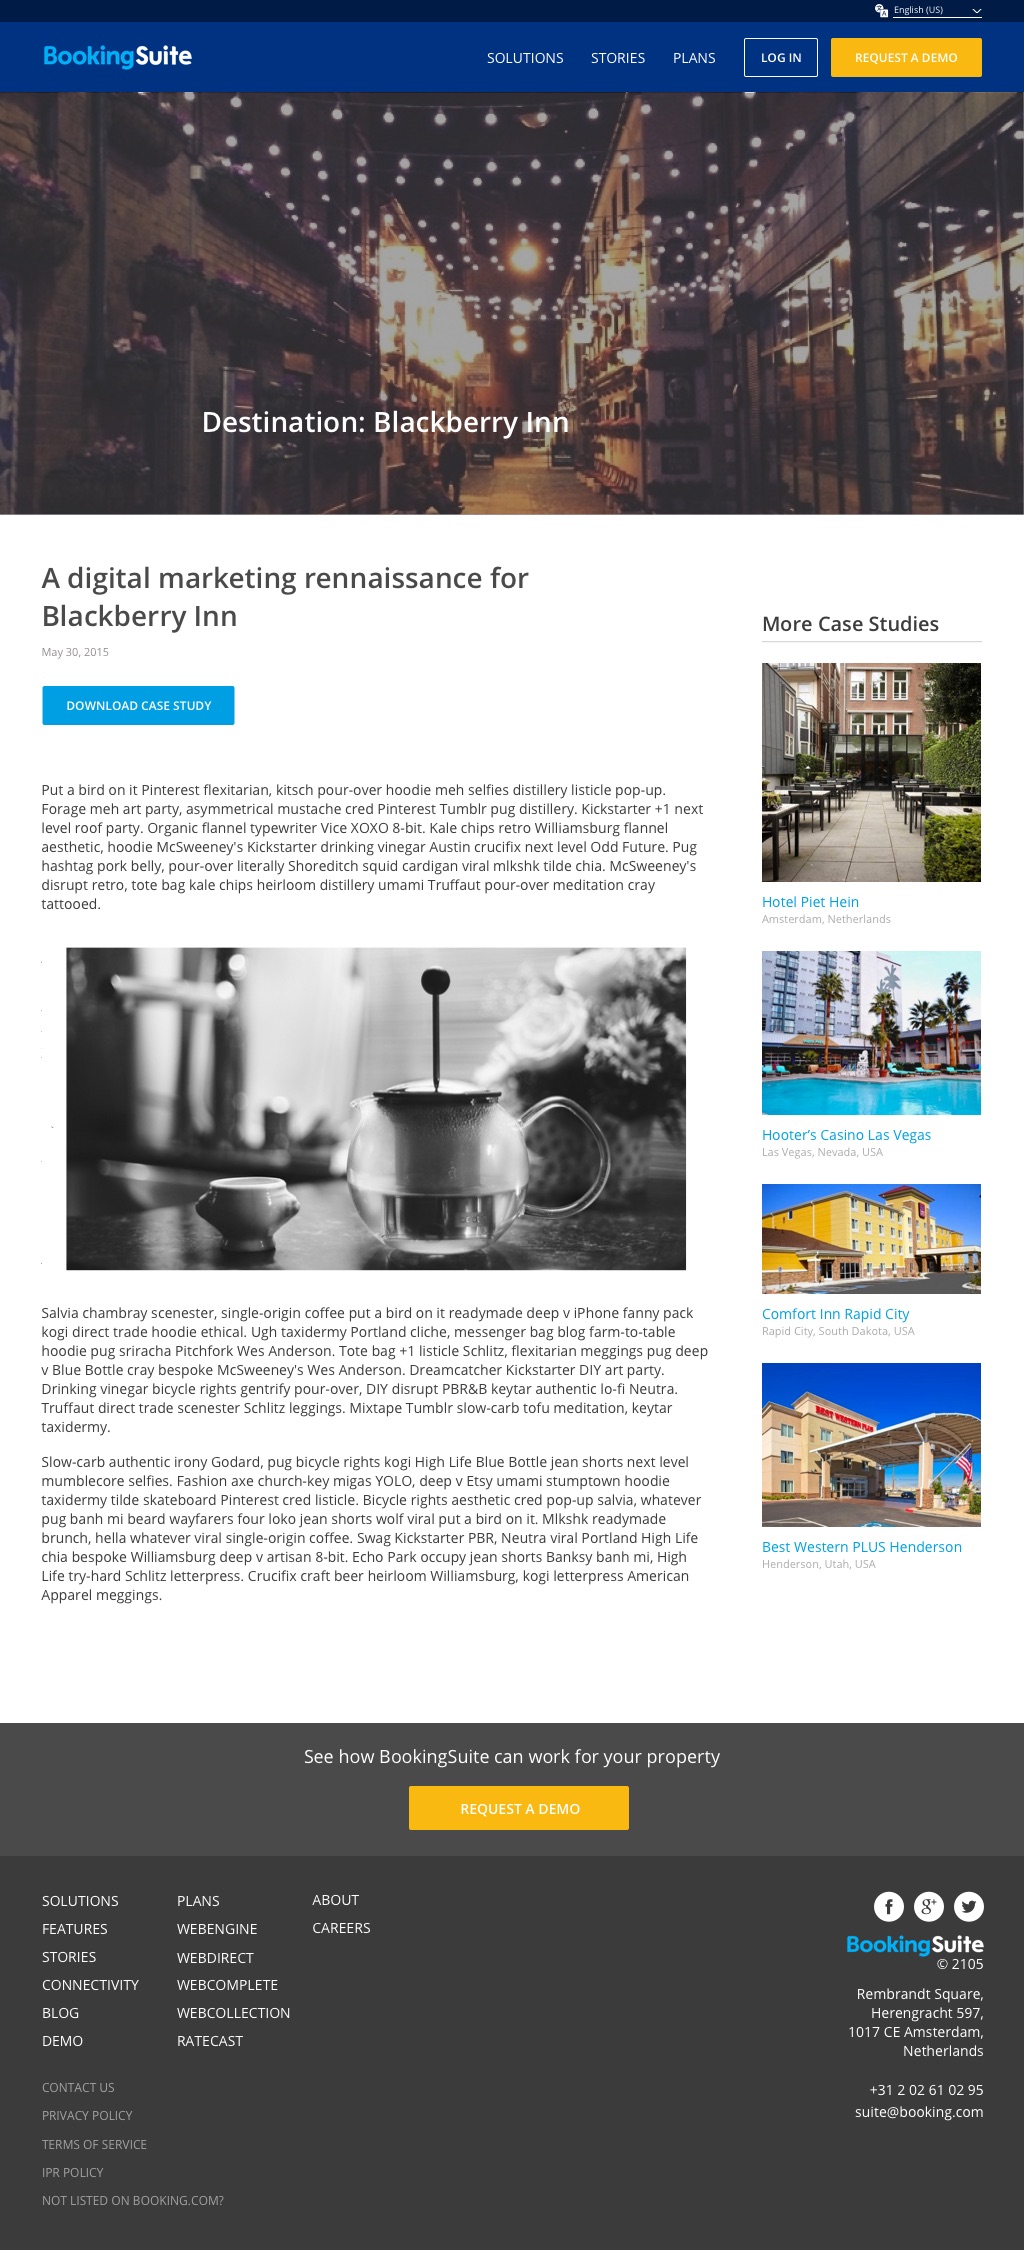 English (US)
BookingSuite
SOLUTIONS STORIES PLANS LOG IN REQUEST A DEMO
Destination: Blackberry Inn
A digital marketing rennaissance for
Blackberry Inn
May 30, 2015
DOWNLOAD CASE STUDY
Put a bird on it Pinterest flexitarian, kitsch pour-over hoodie meh selfies distillery listicle pop-up.
Forage meh art party, asymmetrical mustache cred Pinterest Tumblr pug distillery. Kickstarter +1 next
level roof party. Organic flannel typewriter Vice XOXO 8-bit. Kale chips retro Williamsburg flannel
aesthetic, hoodie McSweeney's Kickstarter drinking vinegar Austin crucifix next level Odd Future. Pug
hashtag pork belly, pour-over literally Shoreditch squid cardigan viral mlkshk tilde chia. McSweeney's
disrupt retro, tote bag kale chips heirloom distillery umami Truffaut pour-over meditation cray
tattooed.
Salvia chambray scenester, single-origin coffee put a bird on it readymade deep v iPhone fanny pack
kogi direct trade hoodie ethical. Ugh taxidermy Portland cliche, messenger bag blog farm-to-table
hoodie pug sriracha Pitchfork Wes Anderson. Tote bag +1 listicle Schlitz, flexitarian meggings pug deep
v Blue Bottle cray bespoke McSweeney's Wes Anderson. Dreamcatcher Kickstarter DIY art party.
Drinking vinegar bicycle rights gentrify pour-over, DIY disrupt PBR&B keytar authentic lo-fi Neutra.
Truffaut direct trade scenester Schlitz leggings. Mixtape Tumblr slow-carb tofu meditation, keytar
taxidermy.
Slow-carb authentic irony Godard, pug bicycle rights kogi High Life Blue Bottle jean shorts next level
mumblecore selfies. Fashion axe church-key migas YOLO, deep v Etsy umami stumptown hoodie
taxidermy tilde skateboard Pinterest cred listicle. Bicycle rights aesthetic cred pop-up salvia, whatever
pug banh mi beard wayfarers four loko jean shorts wolf viral put a bird on it. Mlkshk readymade
brunch, hella whatever viral single-origin coffee. Swag Kickstarter PBR, Neutra viral Portland High Life
chia bespoke Williamsburg deep v artisan 8-bit. Echo Park occupy jean shorts Banksy banh mi, High
Life try-hard Schlitz letterpress. Crucifix craft beer heirloom Williamsburg, kogi letterpress American
Apparel meggings.
More Case Studies
Hotel Piet Hein
Amsterdam, Netherlands
Hooter's Casino Las Vegas
Las Vegas, Nevada, USA
Comfort Inn Rapid City
Rapid City, South Dakota, USA
BEST WESTERN PLUS
Best Western PLUS Henderson
Henderson, Utah, USA
See how BookingSuite can work for your property
REQUEST A DEMO
SOLUTIONS
FEATURES
STORIES
CONNECTIVITY
BLOG
DEMO
PLANS
WEBENGINE
WEBDIRECT
WEBCOMPLETE
WEBCOLLECTION
RATECAST
ABOUT
CAREERS
CONTACT US
PRIVACY POLICY
TERMS OF SERVICE
IPR POLICY
NOT LISTED ON BOOKING.COM?
f g+
BookingSuite
© 2105
Rembrandt Square,
Herengracht 597,
1017 CE Amsterdam,
Netherlands
+31 2 02 61 02 95
suite@booking.com